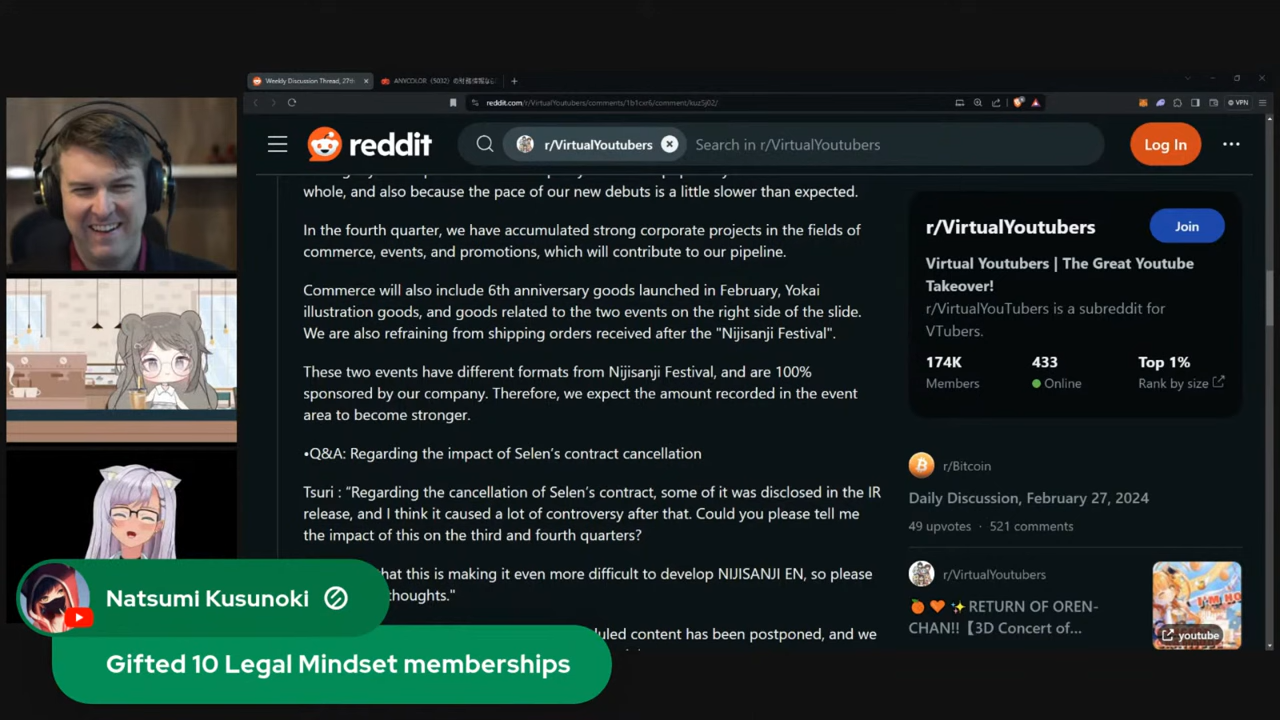 Weekly Discussion Thread, 27th
ANYCOLOR (5032)
reddit.com/r/VirtualYoutubers/comments/1b1cxr6/comment/kuz5j02/
VPN
reddit
r/VirtualYoutubers
Search in r/VirtualYoutubers
Log In
whole, and also because the pace of our new debuts is a little slower than expected.
In the fourth quarter, we have accumulated strong corporate projects in the fields of
commerce, events, and promotions, which will contribute to our pipeline.
Commerce will also include 6th anniversary goods launched in February, Yokai
illustration goods, and goods related to the two events on the right side of the slide.
We are also refraining from shipping orders received after the "Nijisanji Festival".
These two events have different formats from Nijisanji Festival, and are 100%
sponsored by our company. Therefore, we expect the amount recorded in the event
area to become stronger.
•Q&A: Regarding the impact of Selen's contract cancellation
Tsuri : “Regarding the cancellation of Selen’s contract, some of it was disclosed in the IR
release, and I think it caused a lot of controversy after that. Could you please tell me
the impact of this on the third and fourth quarters?
hat this is making it even more difficult to develop NIJISANJI EN, so please
houghts."
duled content has been postponed, and we
r/VirtualYoutubers
Join
Virtual Youtubers | The Great Youtube
Takeover!
r/VirtualYouTubers is a subreddit for
VTubers.
174K
433
Top 1%
Members
Online
Rank by size
r/Bitcoin
Daily Discussion, February 27, 2024
49 upvotes · 521 comments
r/VirtualYoutubers
RETURN OF OREN-
CHAN!!【3D Concert of...
youtube
Natsumi Kusunoki
Gifted 10 Legal Mindset memberships